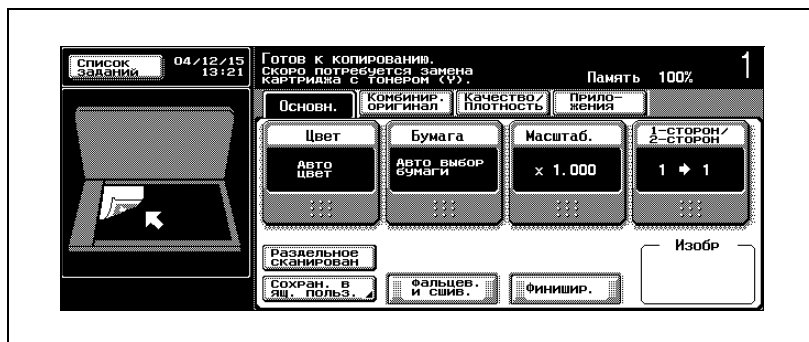 Список
заданий
04/12/15
13:21
Готов к копированию.
Скоро потребуется замена
картриджа с тонером (Y).
Память 100%
1
Основн.
Комбинир.
оригинал
Качество/
плотность
Прило-
жения
Цвет
Бумага
Масштаб.
1-сторон/
2-сторон
Авто
цвет
Авто выбор
бумаги
x 1.000
1 ➔ 1
Раздельное
сканирован
Изобр
Сохран. в
ящ. польз.
Фальцев.
и сшив.
Финишир.